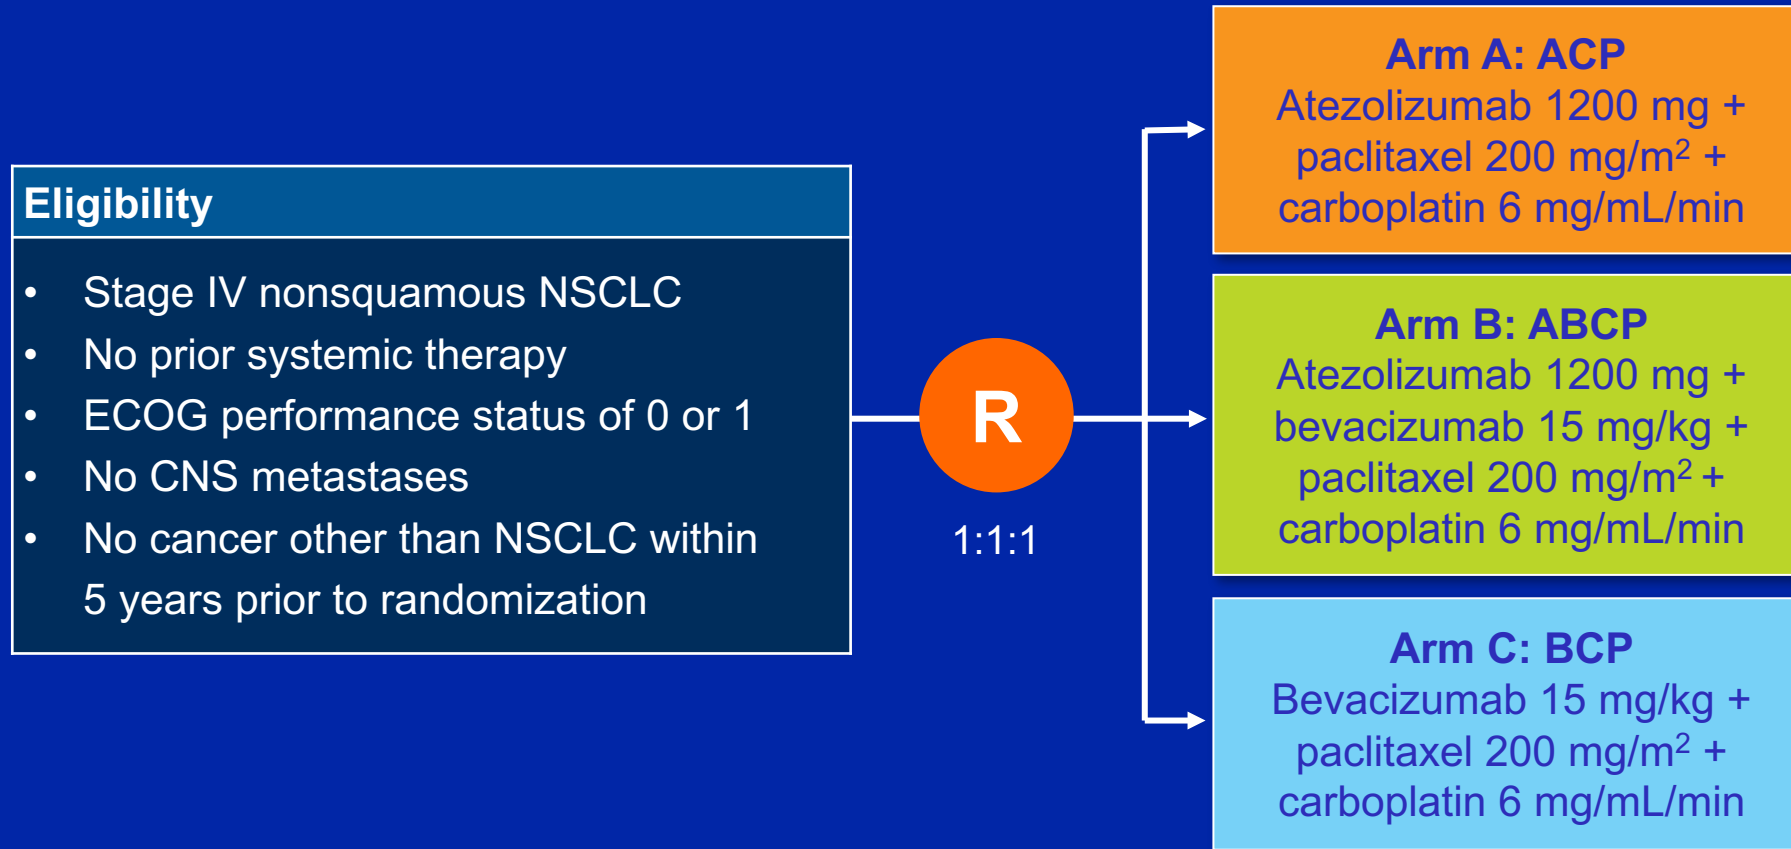 Eligibility
• Stage IV nonsquamous NSCLC
• No prior systemic therapy
• ECOG performance status of 0 or 1
• No CNS metastases
• No cancer other than NSCLC within
5 years prior to randomization
R
1:1:1
Arm A: ACP
Atezolizumab 1200 mg +
paclitaxel 200 mg/m² +
carboplatin 6 mg/mL/min
Arm B: ABCP
Atezolizumab 1200 mg +
bevacizumab 15 mg/kg +
paclitaxel 200 mg/m² +
carboplatin 6 mg/mL/min
Arm C: BCP
Bevacizumab 15 mg/kg +
paclitaxel 200 mg/m² +
carboplatin 6 mg/mL/min